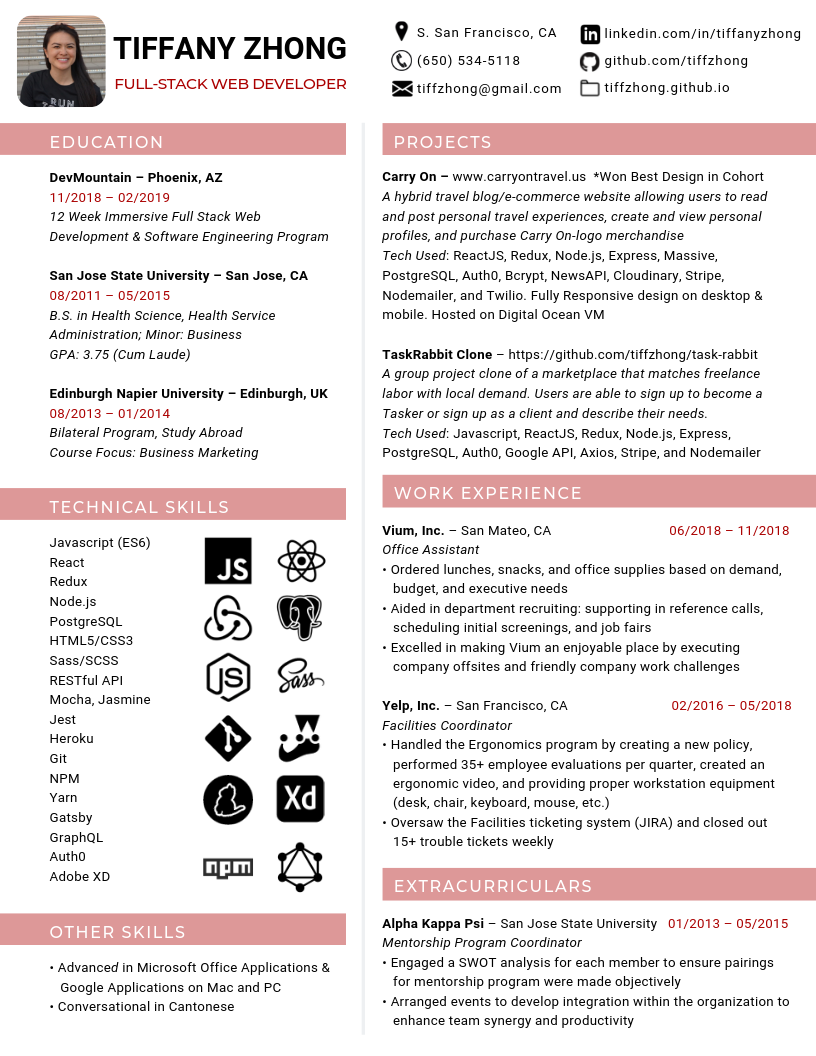 TIFFANY ZHONG
FULL-STACK WEB DEVELOPER
S. San Francisco, CA
(650) 534-5118
tiffzhong@gmail.com
linkedin.com/in/tiffanyzhong
github.com/tiffzhong
tiffzhong.github.io
RUN
EDUCATION
DevMountain – Phoenix, AZ
11/2018 – 02/2019
12 Week Immersive Full Stack Web
Development & Software Engineering Program
San Jose State University – San Jose, CA
08/2011 – 05/2015
B.S. in Health Science, Health Service
Administration; Minor: Business
GPA: 3.75 (Cum Laude)
Edinburgh Napier University – Edinburgh, UK
08/2013 – 01/2014
Bilateral Program, Study Abroad
Course Focus: Business Marketing
TECHNICAL SKILLS
Javascript (ES6)
React
Redux
Node.js
PostgreSQL
HTML5/CSS3
Sass/SCSS
RESTful API
Mocha, Jasmine
Jest
Heroku
Git
NPM
Yarn
Gatsby
GraphQL
Auth0
Adobe XD
JS
JS
Sass
Xd
npm
OTHER SKILLS
• Advanced in Microsoft Office Applications &
Google Applications on Mac and PC
• Conversational in Cantonese
PROJECTS
Carry On – www.carryontravel.us *Won Best Design in Cohort
A hybrid travel blog/e-commerce website allowing users to read
and post personal travel experiences, create and view personal
profiles, and purchase Carry On-logo merchandise
Tech Used: ReactJS, Redux, Node.js, Express, Massive,
PostgreSQL, Auth0, Bcrypt, NewsAPI, Cloudinary, Stripe,
Nodemailer, and Twilio. Fully Responsive design on desktop &
mobile. Hosted on Digital Ocean VM
TaskRabbit Clone – https://github.com/tiffzhong/task-rabbit
A group project clone of a marketplace that matches freelance
labor with local demand. Users are able to sign up to become a
Tasker or sign up as a client and describe their needs.
Tech Used: Javascript, ReactJS, Redux, Node.js, Express,
PostgreSQL, Auth0, Google API, Axios, Stripe, and Nodemailer
WORK EXPERIENCE
Vium, Inc. – San Mateo, CA 06/2018 – 11/2018
Office Assistant
• Ordered lunches, snacks, and office supplies based on demand,
budget, and executive needs
• Aided in department recruiting: supporting in reference calls,
scheduling initial screenings, and job fairs
• Excelled in making Vium an enjoyable place by executing
company offsites and friendly company work challenges
Yelp, Inc. – San Francisco, CA 02/2016 – 05/2018
Facilities Coordinator
• Handled the Ergonomics program by creating a new policy,
performed 35+ employee evaluations per quarter, created an
ergonomic video, and providing proper workstation equipment
(desk, chair, keyboard, mouse, etc.)
• Oversaw the Facilities ticketing system (JIRA) and closed out
15+ trouble tickets weekly
EXTRACURRICULARS
Alpha Kappa Psi – San Jose State University 01/2013 – 05/2015
Mentorship Program Coordinator
• Engaged a SWOT analysis for each member to ensure pairings
for mentorship program were made objectively
• Arranged events to develop integration within the organization to
enhance team synergy and productivity